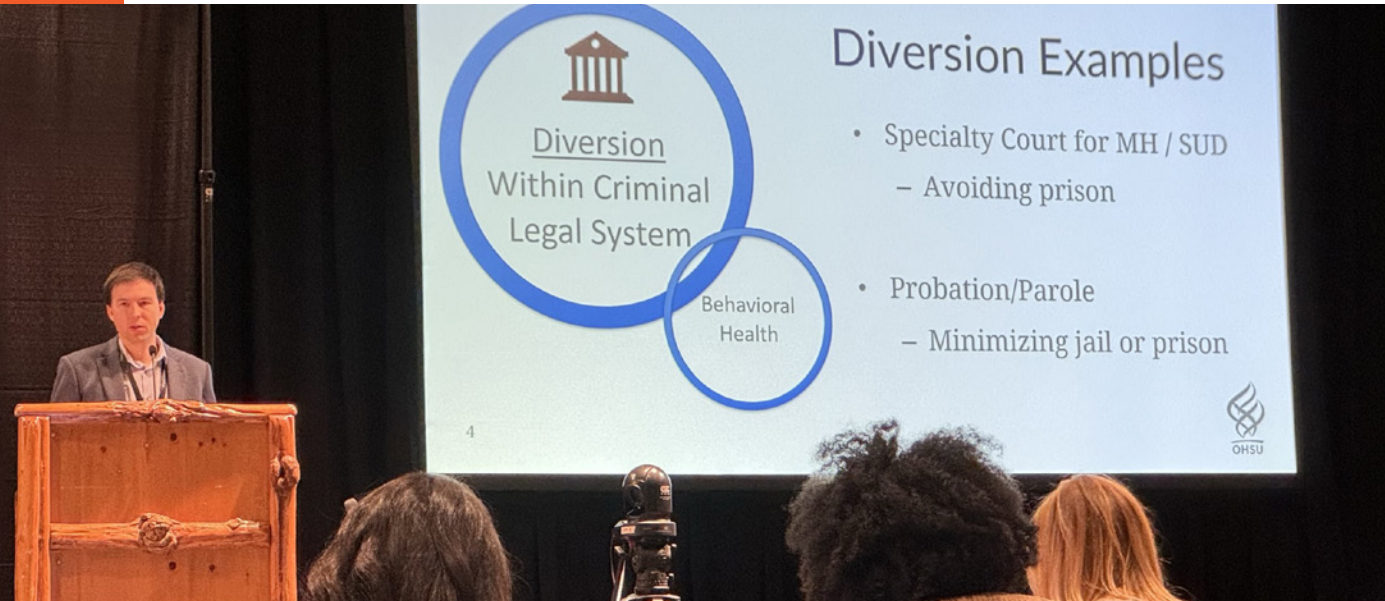 Diversion
Within Criminal
Legal System
Behavioral
Health
Diversion Examples
• Specialty Court for MH / SUD
– Avoiding prison
• Probation/Parole
– Minimizing jail or prison
4
OHSU